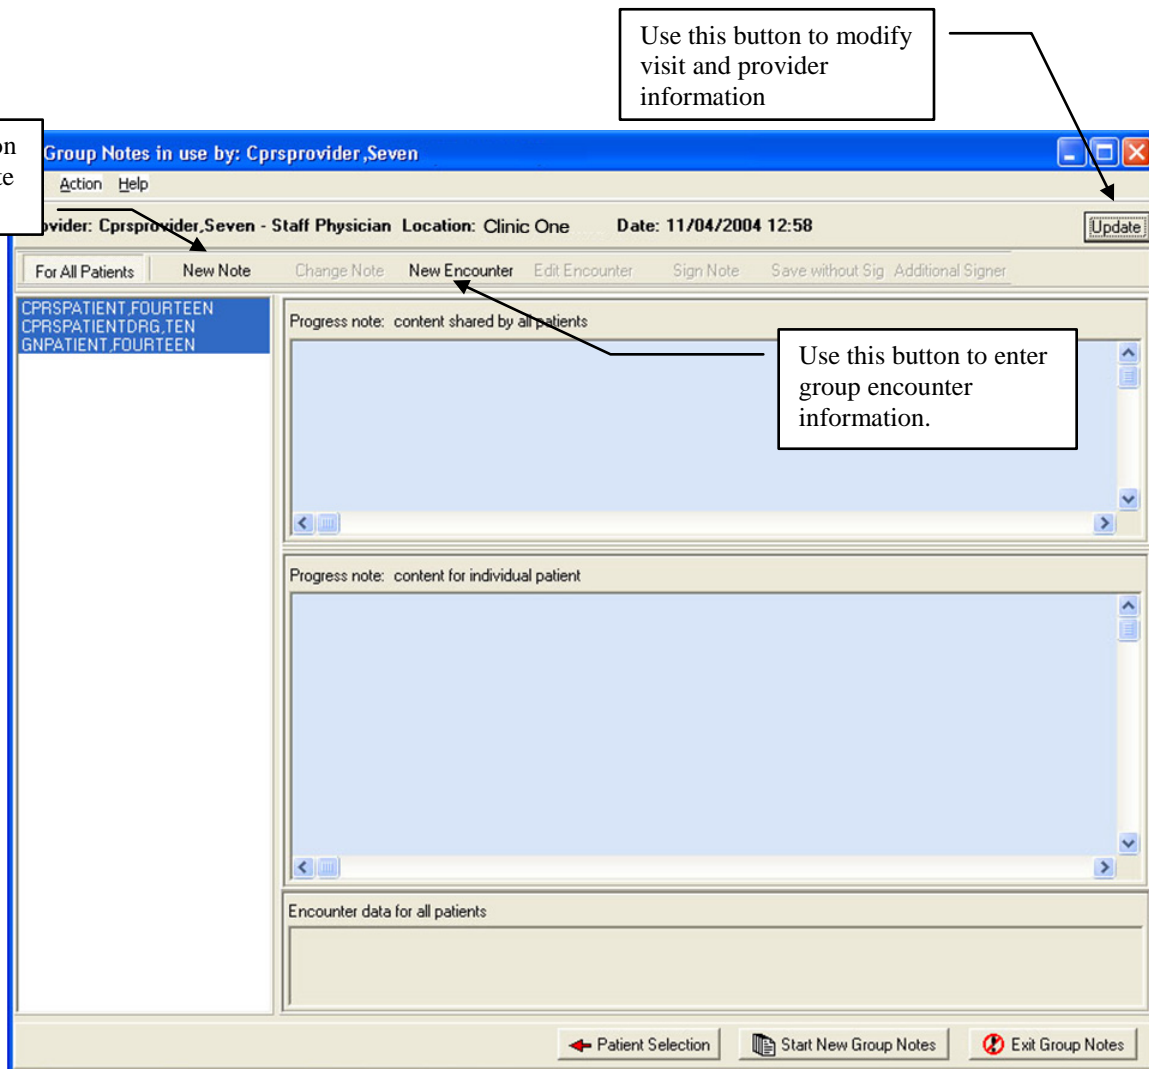 Use this button to modify
visit and provider
information
on
te
Group Notes in use by: Cprsprovider,Seven
Action Help
ovider: Cprsprovider,Seven - Staff Physician Location: Clinic One Date: 11/04/2004 12:58 Update
For All Patients New Note Change Note New Encounter Edit Encounter Sign Note Save without Sig Additional Signer
CPRSPATIENT,FOURTEEN
CPRSPATIENTDRG,TEN
GNPATIENT,FOURTEEN
Progress note: content shared by all patients
Use this button to enter
group encounter
information.
Progress note: content for individual patient
Encounter data for all patients
Patient Selection Start New Group Notes Exit Group Notes